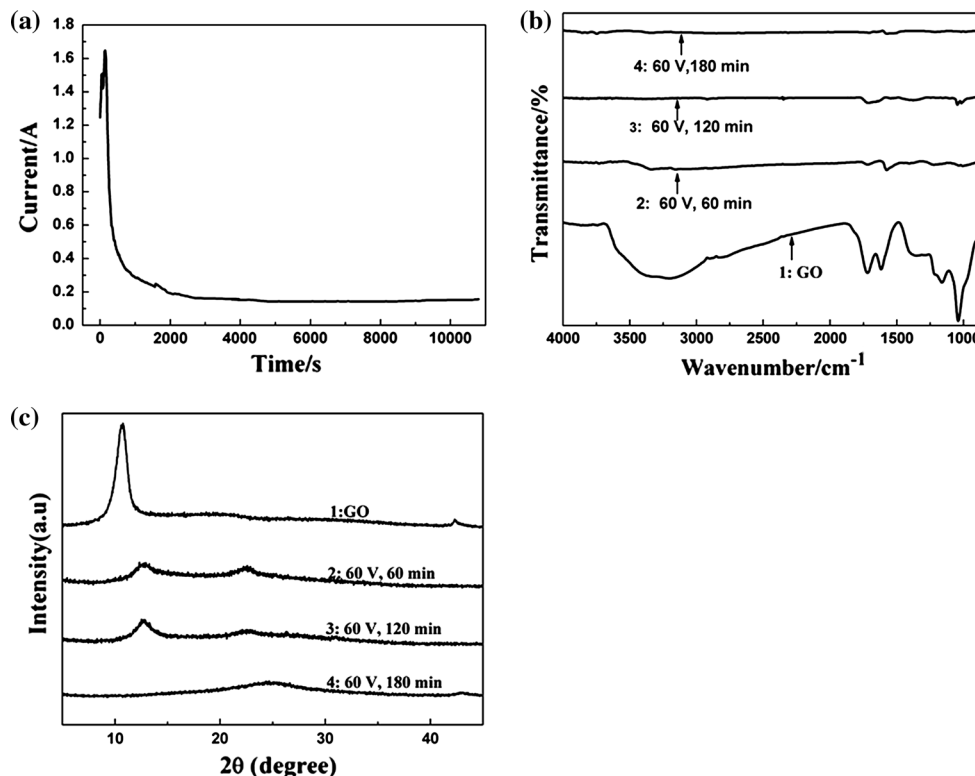 (a)
1.8
1.6
1.4
1.2
1.0
0.8
0.6
0.4
0.2
0.0
Current/A
0 2000 4000 6000 8000 10000
Time/s
(b)
Transmittance/%
4: 60 V,180 min
3: 60 V, 120 min
2: 60 V, 60 min
1: GO
4000 3500 3000 2500 2000 1500 1000
Wavenumber/cm⁻¹
(c)
Intensity(a.u)
1:GO
2: 60 V, 60 min
3: 60 V, 120 min
4: 60 V, 180 min
10 20 30 40
2θ (degree)